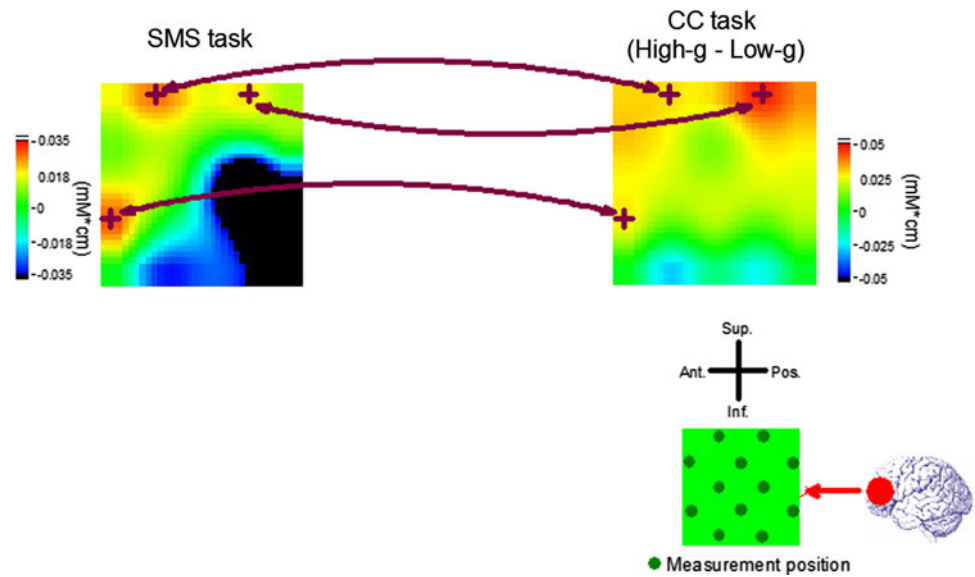 SMS task
CC task
(High-g - Low-g)
0.035
0.018
0
-0.018
-0.035
(mM*cm)
0.05
0.025
0
-0.025
-0.05
(mM*cm)
Sup.
Ant.
Pos.
Inf.
Measurement position